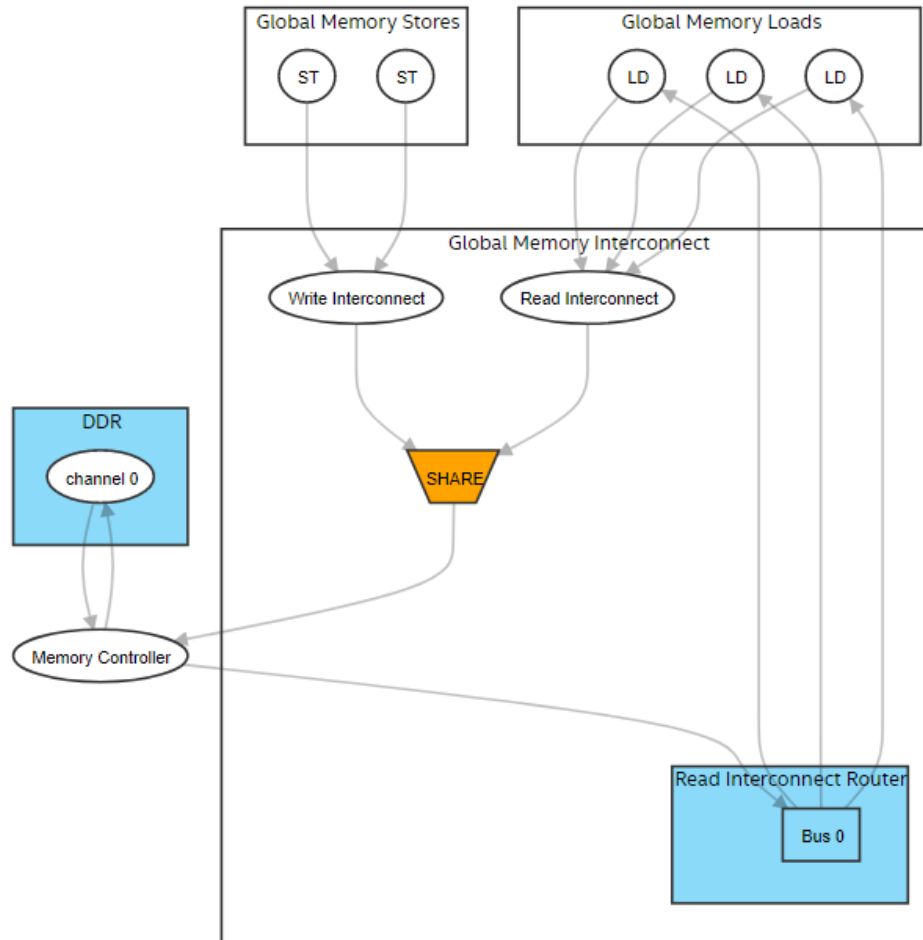 Global Memory Stores
Global Memory Loads
ST
ST
LD
LD
LD
Global Memory Interconnect
Write Interconnect
Read Interconnect
DDR
channel 0
SHARE
Memory Controller
Read Interconnect Router
Bus 0